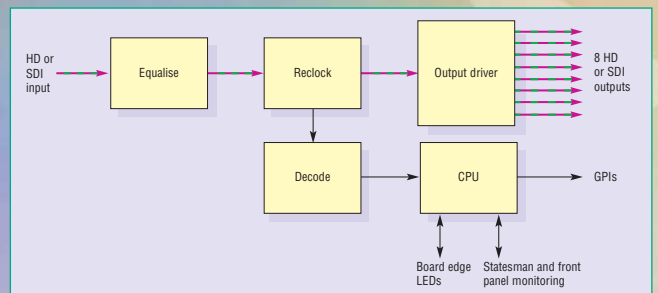 HD or
SDI
input
Equalise
Reclock
Output driver
8 HD
or SDI
outputs
Decode
CPU
GPIs
Board edge
LEDs
Statesman and front
panel monitoring